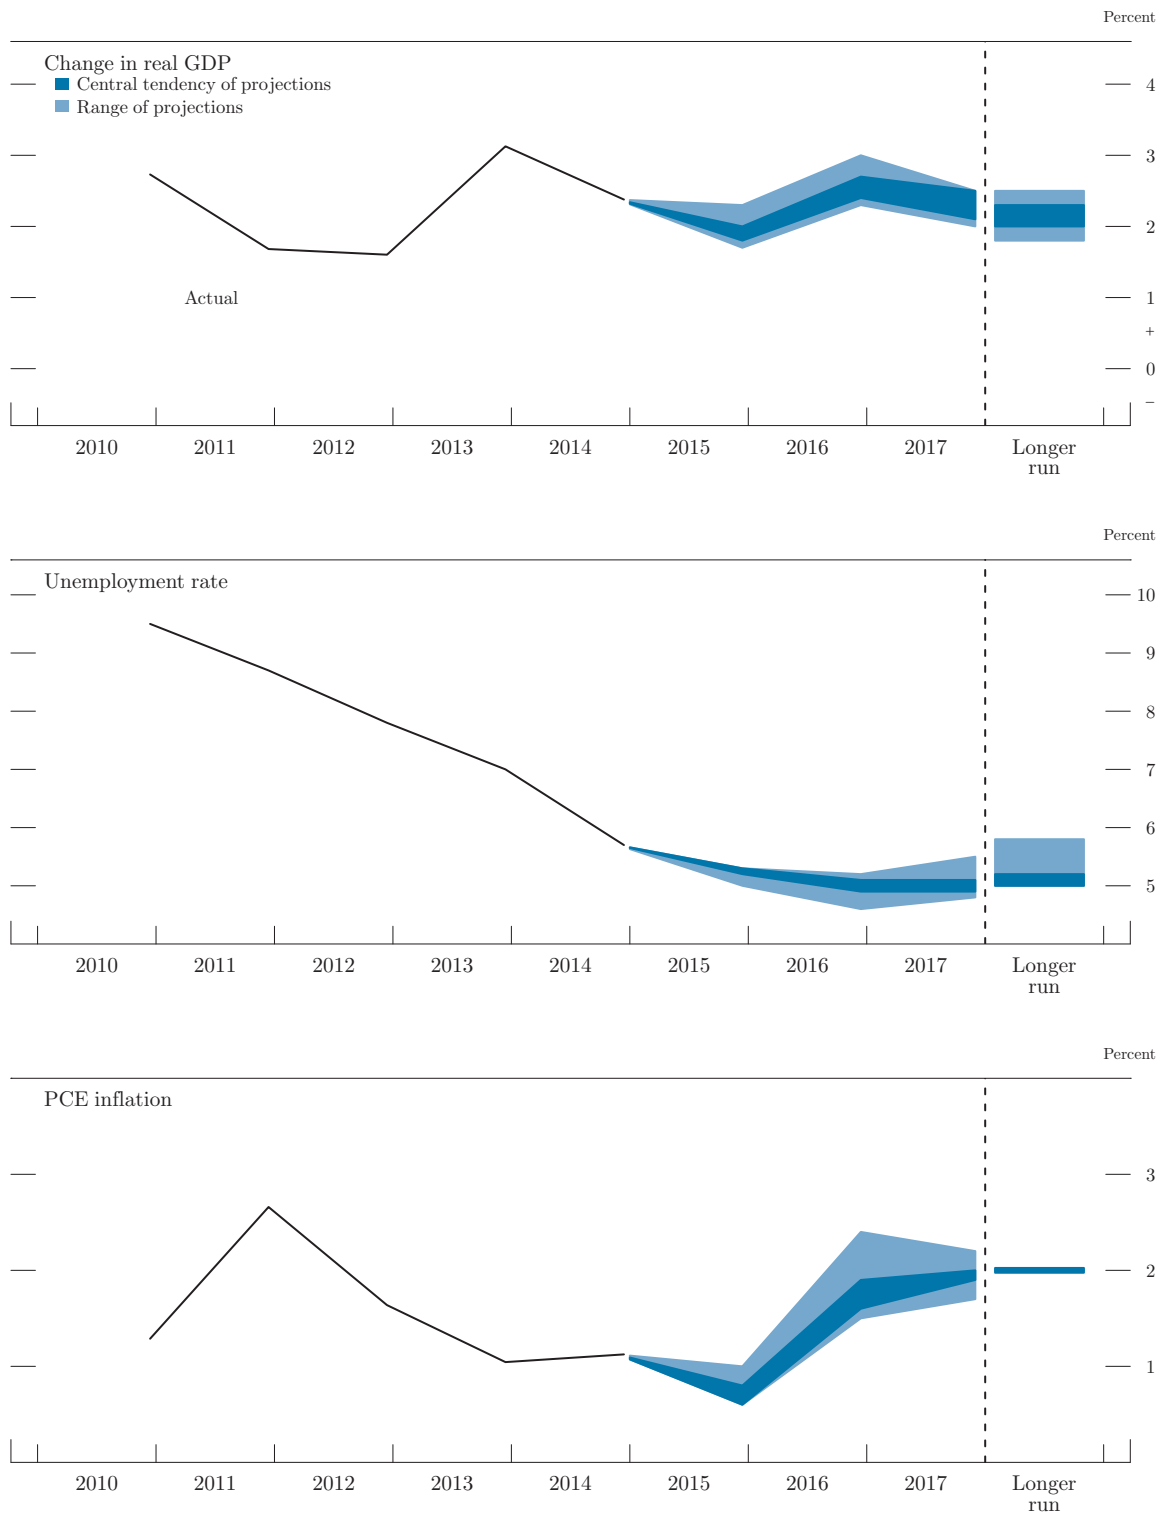 Percent
Change in real GDP
Central tendency of projections
Range of projections
4
3
2
Actual
1
+
0
−
2010 2011 2012 2013 2014 2015 2016 2017 Longer
run
Percent
Unemployment rate
10
9
8
7
6
5
2010 2011 2012 2013 2014 2015 2016 2017 Longer
run
Percent
PCE inflation
3
2
1
2010 2011 2012 2013 2014 2015 2016 2017 Longer
run